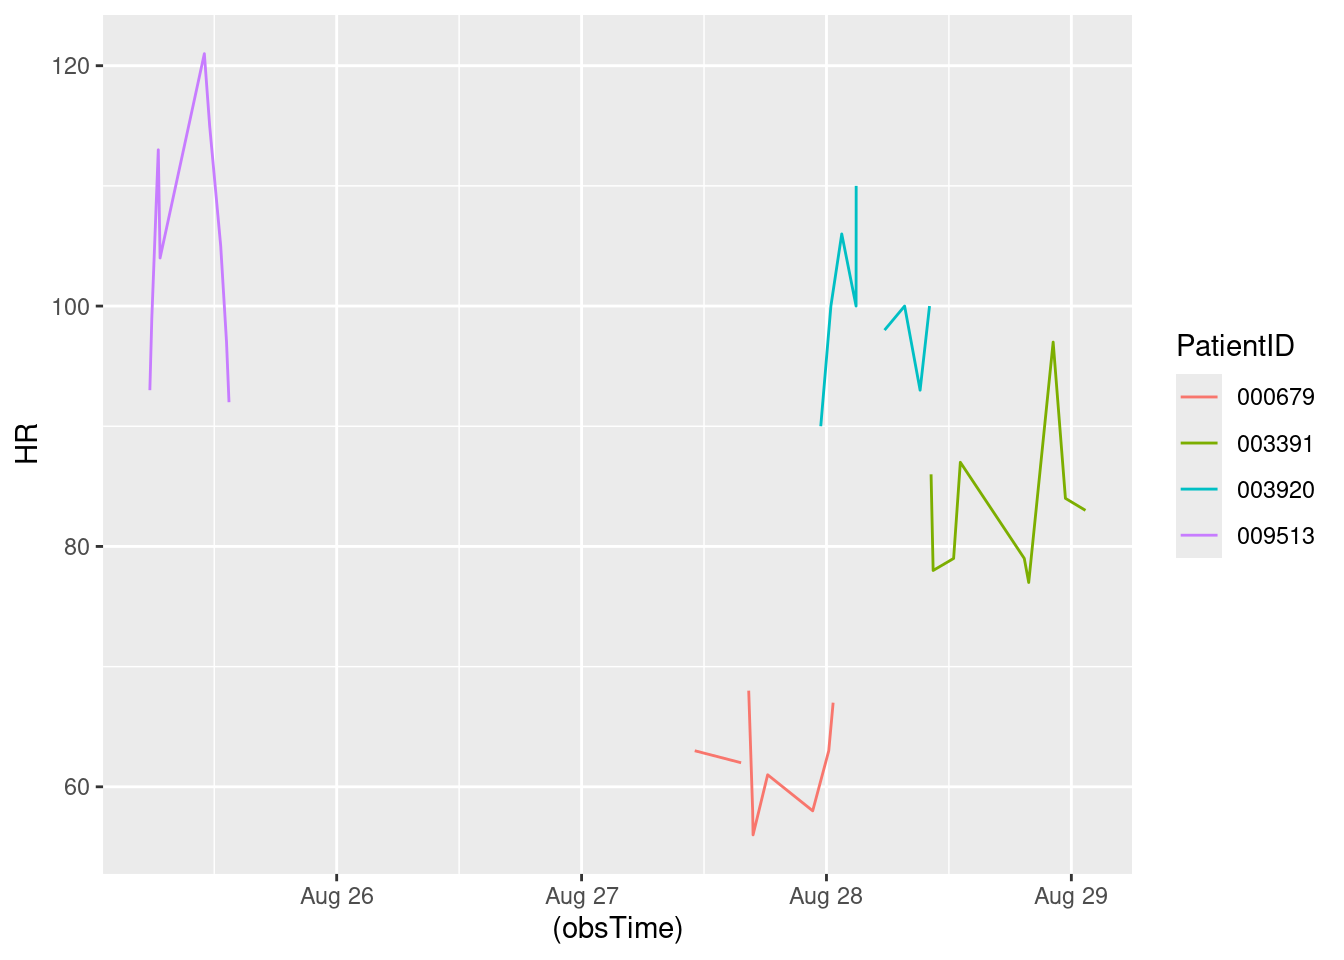 120
100
80
60
HR
Aug 26
Aug 27
Aug 28
Aug 29
(obsTime)
PatientID
000679
003391
003920
009513